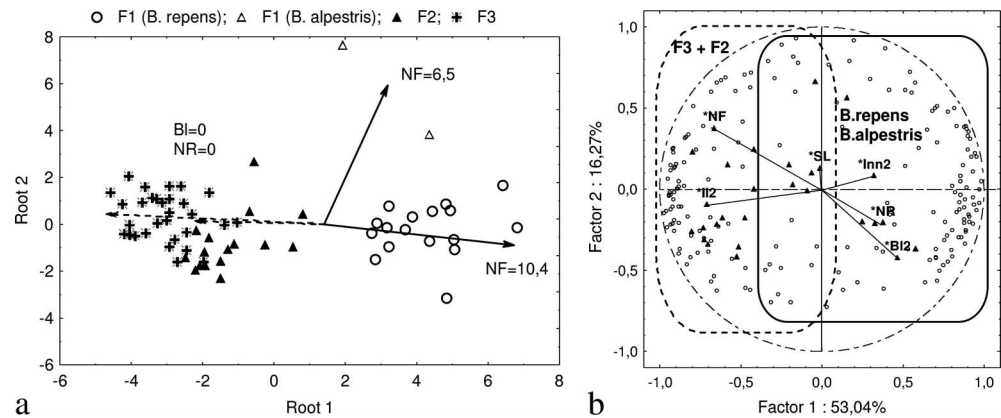 F1 (B. repens); F1 (B. alpestris); F2; F3
8
6
4
2
0
-2
-4
-6
Root 2
-6 -4 -2 0 2 4 6 8
Root 1
NF=6,5
BI=0
NR=0
NF=10,4
a
1,0
0,5
0,0
-0,5
-1,0
Factor 2 : 16,27%
F3 + F2
B.repens
B.alpestris
*NF
*SL
*Inn2
*Il2
*NR
*Bl2
-1,0 -0,5 0,0 0,5 1,0
Factor 1 : 53,04%
b